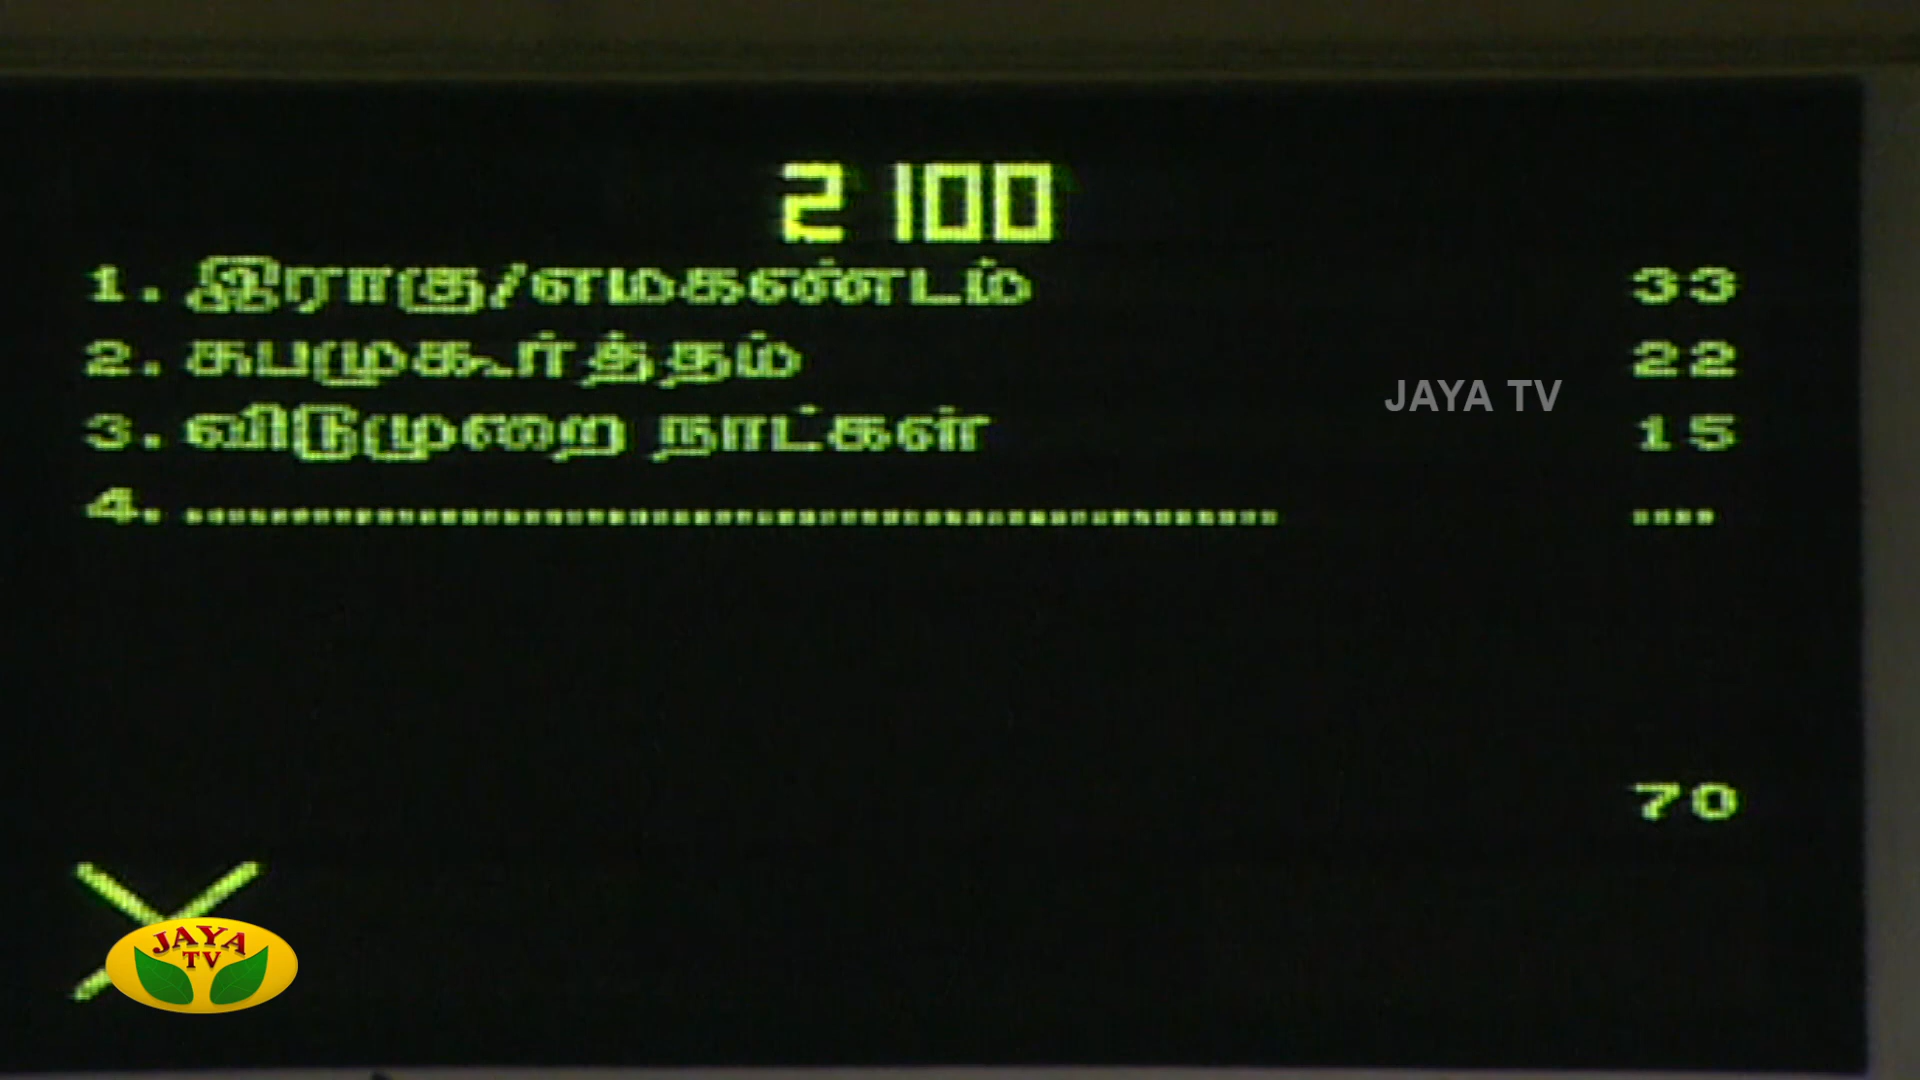 2 100
1. இராகு/எமகண்டம் 33
2. சுபமுகூர்த்தம் 22
JAYA TV
3. விடுமுறை நாட்கள் 15
4. ............................................................ ....
70
JAYA
TV